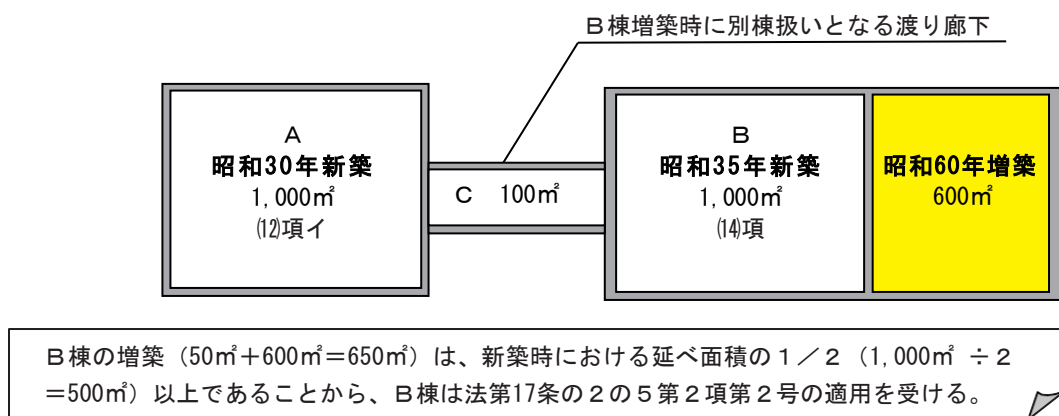 B棟増築時に別棟扱いとなる渡り廊下
A
昭和30年新築
1,000㎡
⑿項イ
C 100㎡
B
昭和35年新築
1,000㎡
⒁項
昭和60年増築
600㎡
B棟の増築（50㎡＋600㎡＝650㎡）は、新築時における延べ面積の１／２（1,000㎡ ÷２
＝500㎡）以上であることから、B棟は法第17条の２の５第２項第２号の適用を受ける。